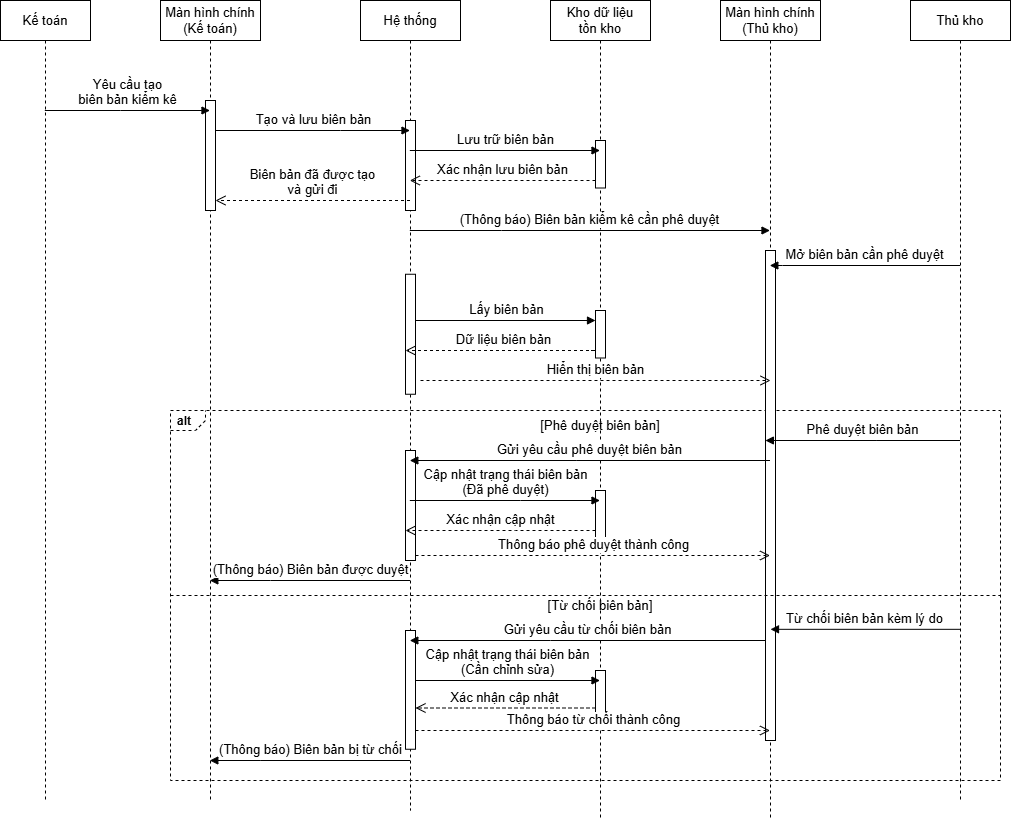 Kế toán
Màn hình chính
(Kế toán)
Hệ thống
Kho dữ liệu
tồn kho
Màn hình chính
(Thủ kho)
Thủ kho
Yêu cầu tạo
biên bản kiểm kê
Tạo và lưu biên bản
Lưu trữ biên bản
Xác nhận lưu biên bản
Biên bản đã được tạo
và gửi đi
(Thông báo) Biên bản kiểm kê cần phê duyệt
Mở biên bản cần phê duyệt
Lấy biên bản
Dữ liệu biên bản
Hiển thị biên bản
alt
[Phê duyệt biên bản]
Phê duyệt biên bản
Gửi yêu cầu phê duyệt biên bản
Cập nhật trạng thái biên bản
(Đã phê duyệt)
Xác nhận cập nhật
Thông báo phê duyệt thành công
(Thông báo) Biên bản được duyệt
[Từ chối biên bản]
Từ chối biên bản kèm lý do
Gửi yêu cầu từ chối biên bản
Cập nhật trạng thái biên bản
(Cần chỉnh sửa)
Xác nhận cập nhật
Thông báo từ chối thành công
(Thông báo) Biên bản bị từ chối